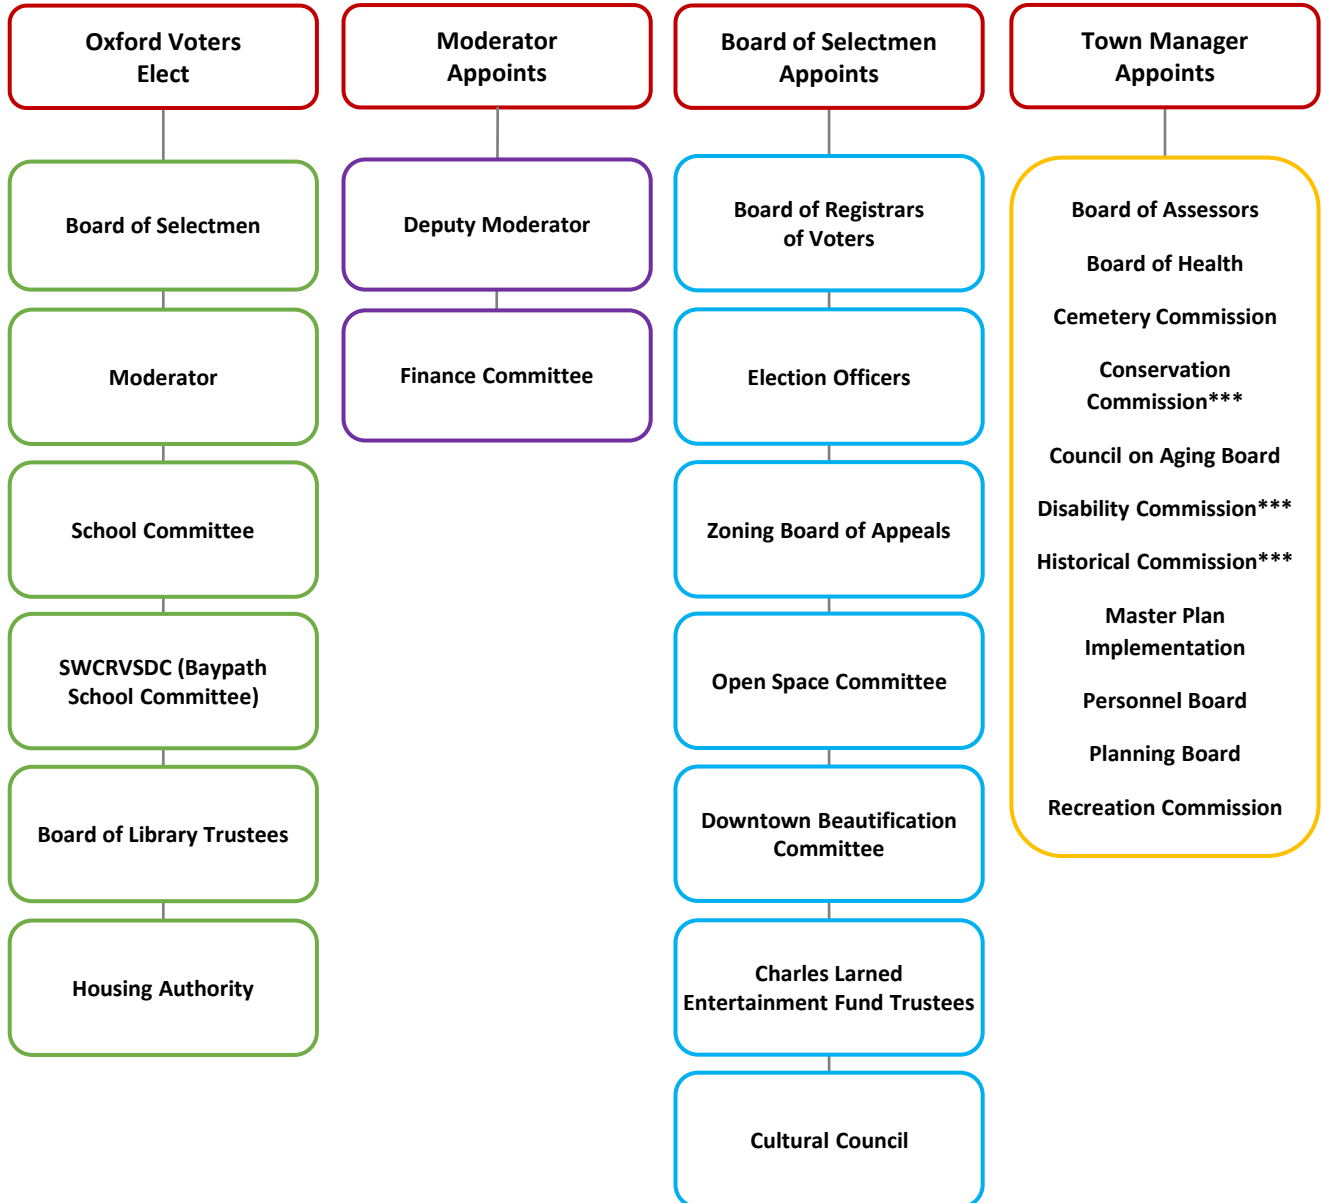 Oxford Voters
Elect
Board of Selectmen
Moderator
School Committee
SWCRVSDC (Baypath
School Committee)
Board of Library Trustees
Housing Authority
Moderator
Appoints
Deputy Moderator
Finance Committee
Board of Selectmen
Appoints
Board of Registrars
of Voters
Election Officers
Zoning Board of Appeals
Open Space Committee
Downtown Beautification
Committee
Charles Larned
Entertainment Fund Trustees
Cultural Council
Town Manager
Appoints
Board of Assessors
Board of Health
Cemetery Commission
Conservation
Commission***
Council on Aging Board
Disability Commission***
Historical Commission***
Master Plan
Implementation
Personnel Board
Planning Board
Recreation Commission